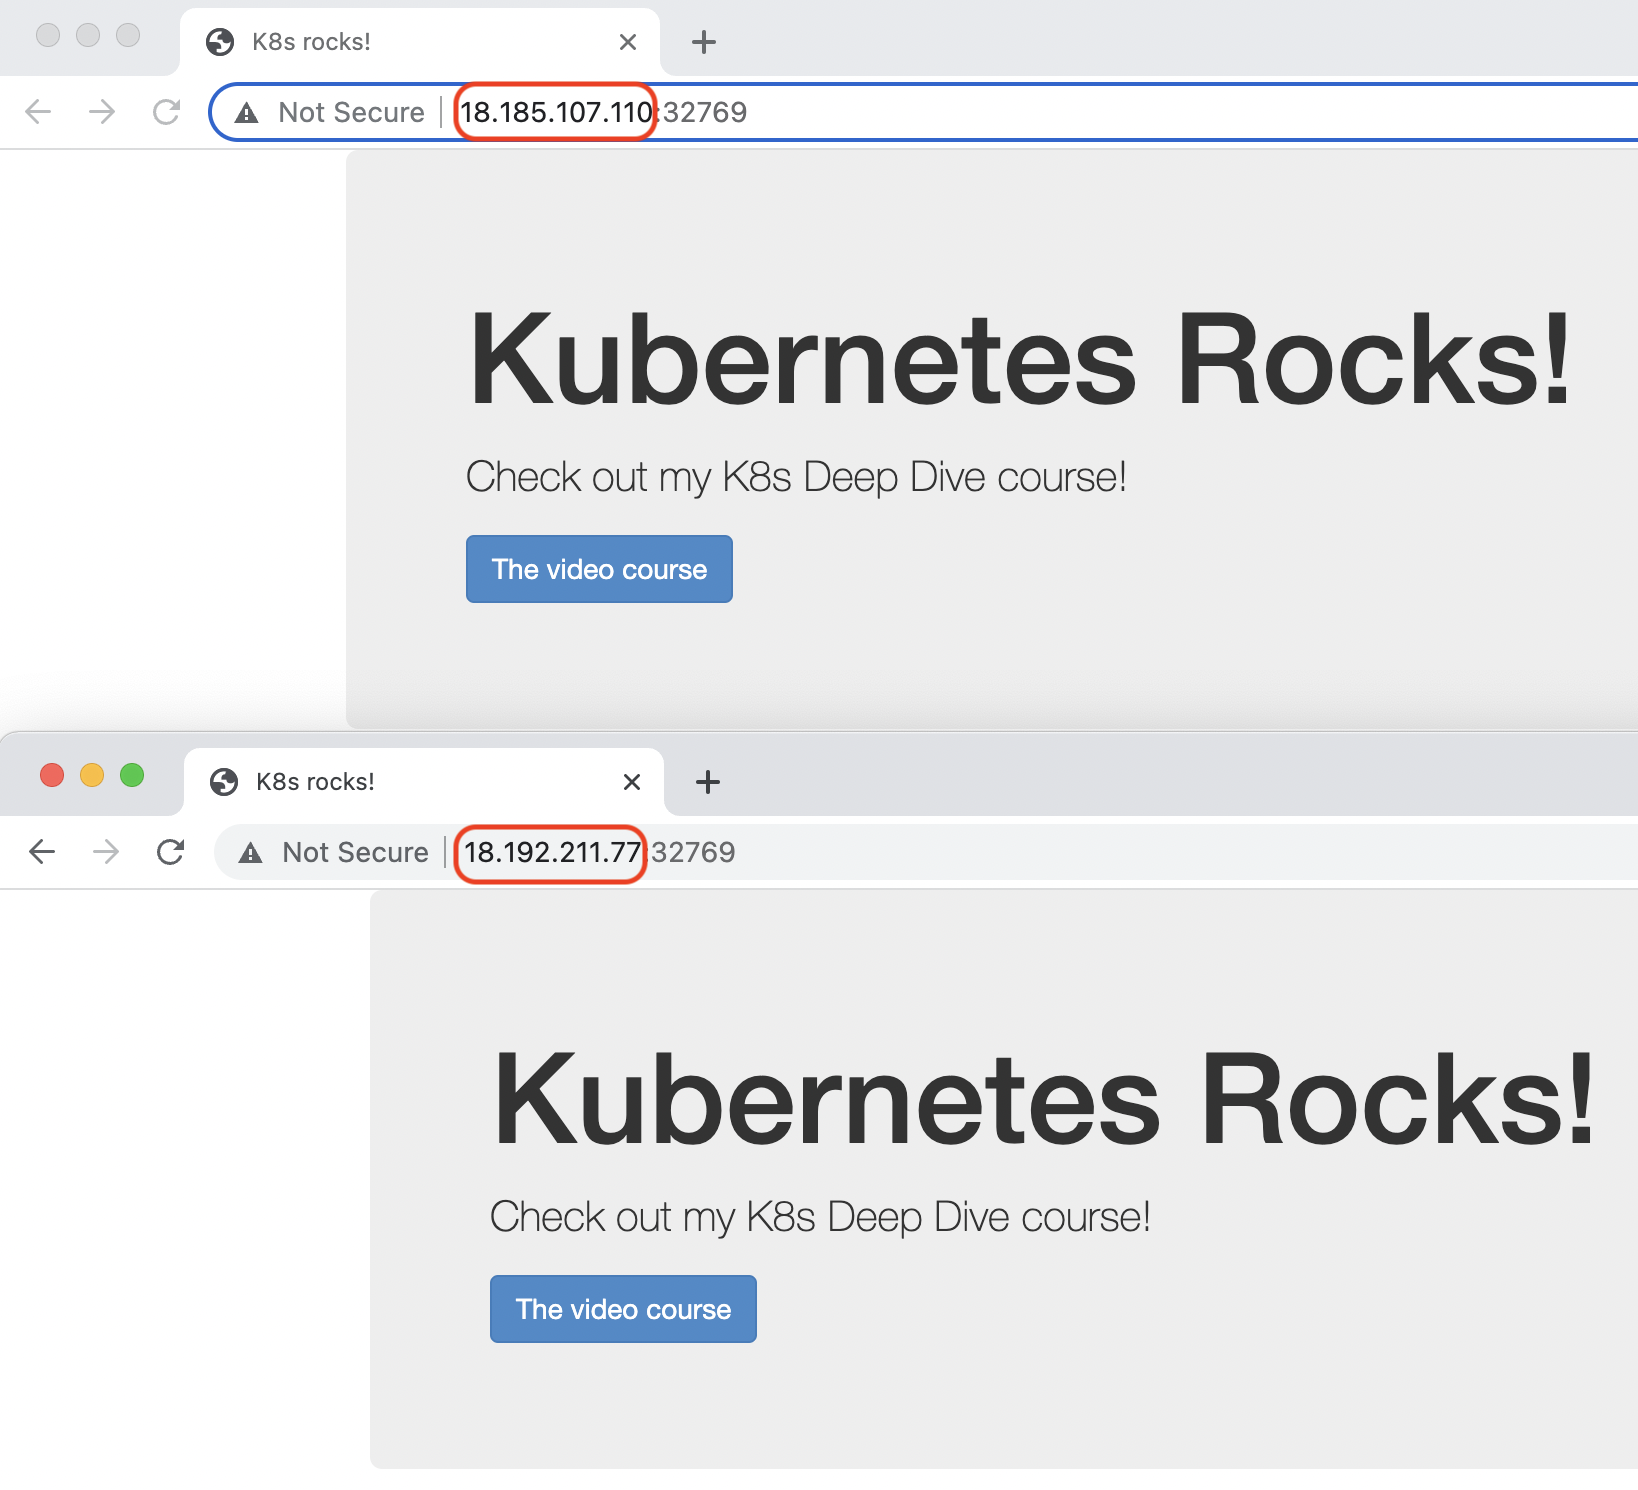 K8s rocks!
Not Secure | 18.185.107.110:32769
Kubernetes Rocks!
Check out my K8s Deep Dive course!
The video course
K8s rocks!
Not Secure | 18.192.211.77:32769
Kubernetes Rocks!
Check out my K8s Deep Dive course!
The video course